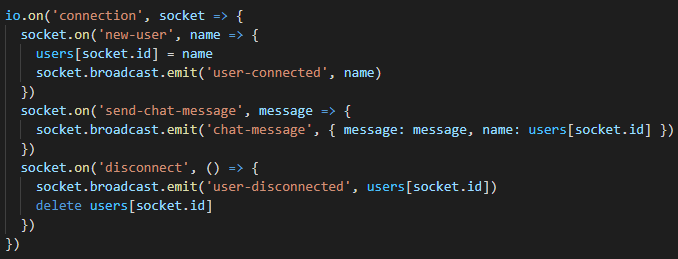 io.on('connection', socket => {
  socket.on('new-user', name => {
    users[socket.id] = name
    socket.broadcast.emit('user-connected', name)
  })
  socket.on('send-chat-message', message => {
    socket.broadcast.emit('chat-message', { message: message, name: users[socket.id] })
  })
  socket.on('disconnect', () => {
    socket.broadcast.emit('user-disconnected', users[socket.id])
    delete users[socket.id]
  })
})